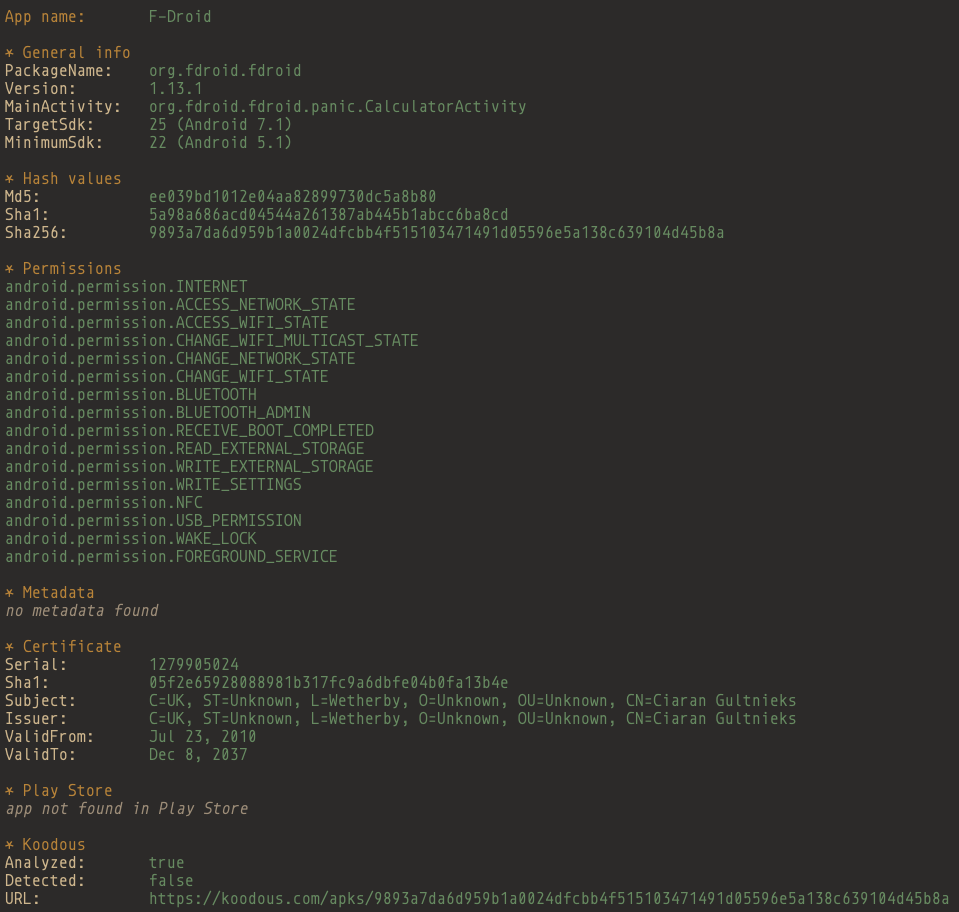 App name: F-Droid
* General info
PackageName: org.fdroid.fdroid
Version: 1.13.1
MainActivity: org.fdroid.fdroid.panic.CalculatorActivity
TargetSdk: 25 (Android 7.1)
MinimumSdk: 22 (Android 5.1)
* Hash values
Md5: ee039bd1012e04aa82899730dc5a8b80
Sha1: 5a98a686acd04544a261387ab445b1abcc6ba8cd
Sha256: 9893a7da6d959b1a0024dfcbb4f515103471491d05596e5a138c639104d45b8a
* Permissions
android.permission.INTERNET
android.permission.ACCESS_NETWORK_STATE
android.permission.ACCESS_WIFI_STATE
android.permission.CHANGE_WIFI_MULTICAST_STATE
android.permission.CHANGE_NETWORK_STATE
android.permission.CHANGE_WIFI_STATE
android.permission.BLUETOOTH
android.permission.BLUETOOTH_ADMIN
android.permission.RECEIVE_BOOT_COMPLETED
android.permission.READ_EXTERNAL_STORAGE
android.permission.WRITE_EXTERNAL_STORAGE
android.permission.WRITE_SETTINGS
android.permission.NFC
android.permission.USB_PERMISSION
android.permission.WAKE_LOCK
android.permission.FOREGROUND_SERVICE
* Metadata
no metadata found
* Certificate
Serial: 1279905024
Sha1: 05f2e65928088981b317fc9a6dbfe04b0fa13b4e
Subject: C=UK, ST=Unknown, L=Wetherby, O=Unknown, OU=Unknown, CN=Ciaran Gultnieks
Issuer: C=UK, ST=Unknown, L=Wetherby, O=Unknown, OU=Unknown, CN=Ciaran Gultnieks
ValidFrom: Jul 23, 2010
ValidTo: Dec 8, 2037
* Play Store
app not found in Play Store
* Koodous
Analyzed: true
Detected: false
URL: https://koodous.com/apks/9893a7da6d959b1a0024dfcbb4f515103471491d05596e5a138c639104d45b8a